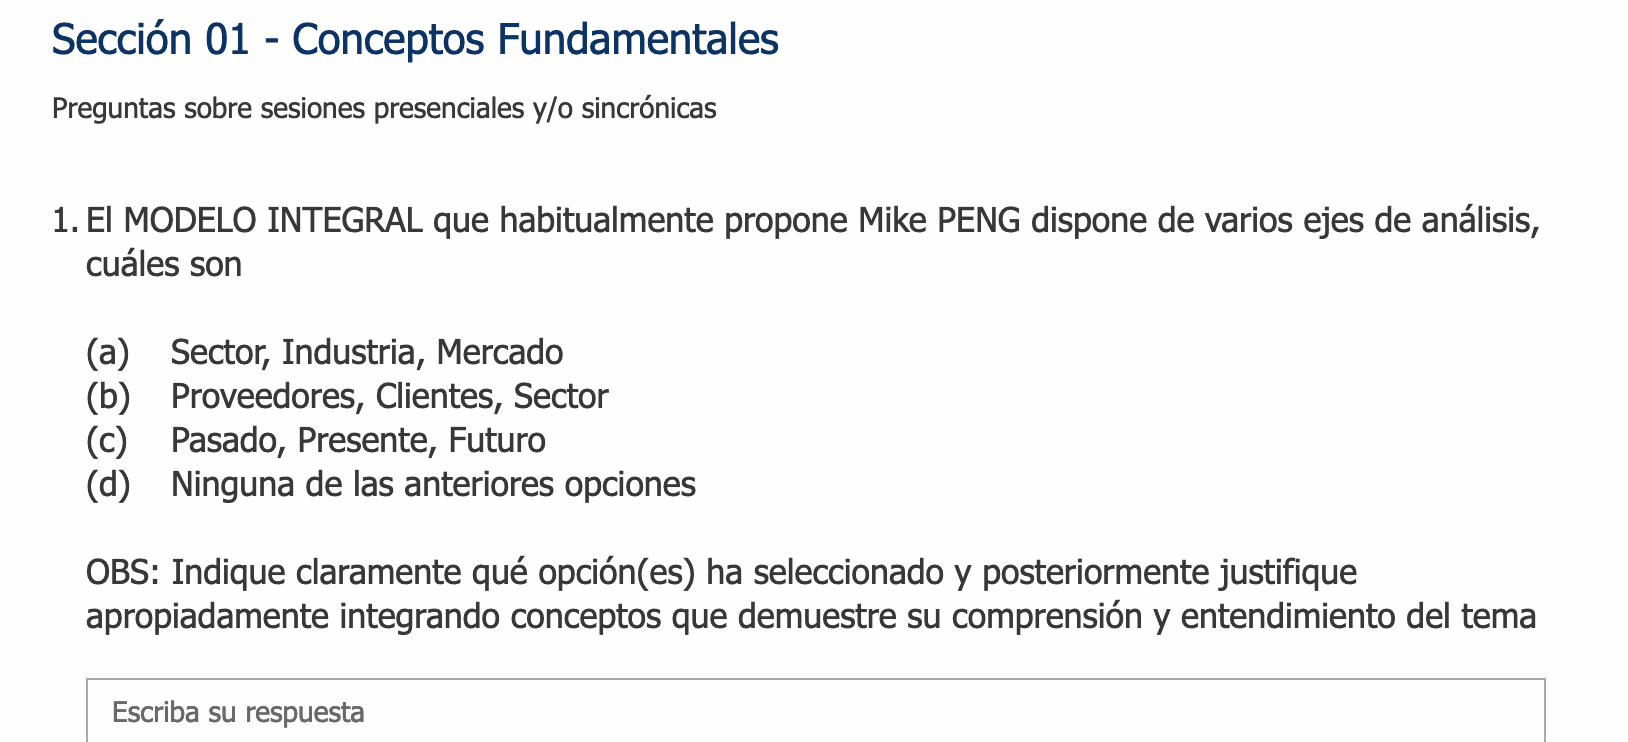 Sección 01 - Conceptos Fundamentales
Preguntas sobre sesiones presenciales y/o sincrónicas
1. El MODELO INTEGRAL que habitualmente propone Mike PENG dispone de varios ejes de análisis,
cuáles son
(a) Sector, Industria, Mercado
(b) Proveedores, Clientes, Sector
(c) Pasado, Presente, Futuro
(d) Ninguna de las anteriores opciones
OBS: Indique claramente qué opción(es) ha seleccionado y posteriormente justifique
apropiadamente integrando conceptos que demuestre su comprensión y entendimiento del tema
Escriba su respuesta